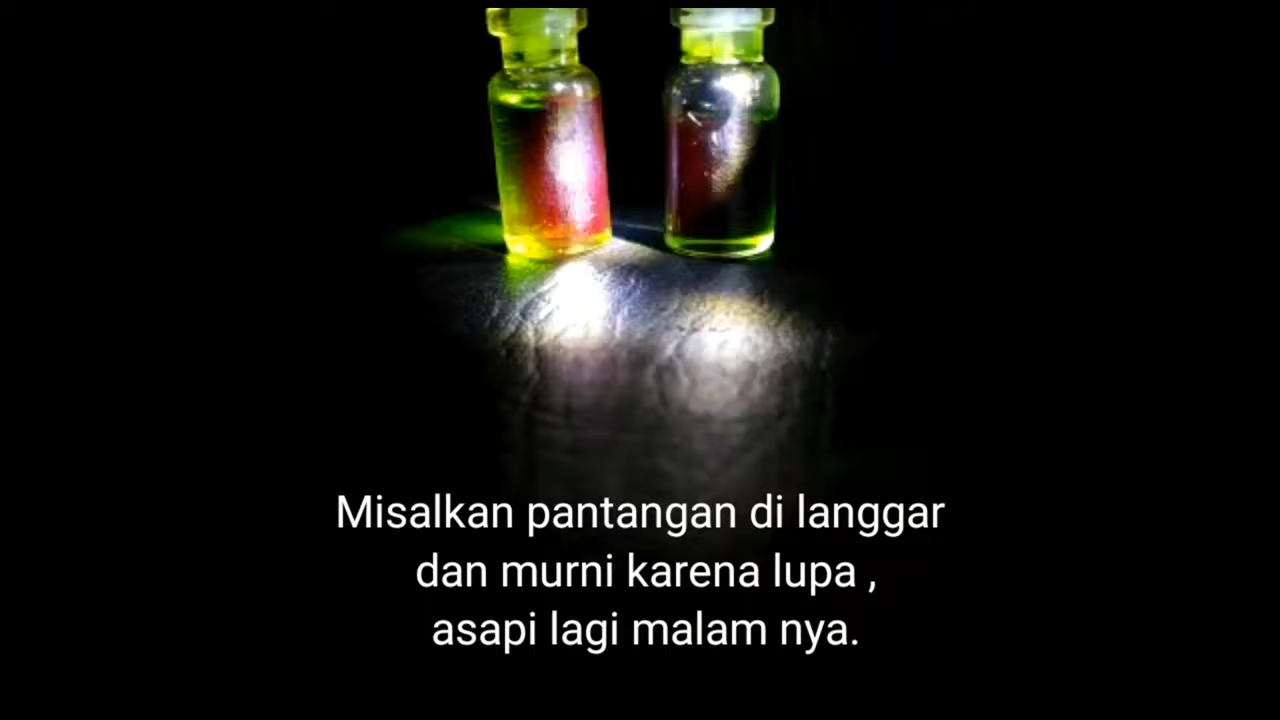 Misalkan pantangan di langgar
dan murni karena lupa ,
asapi lagi malam nya.